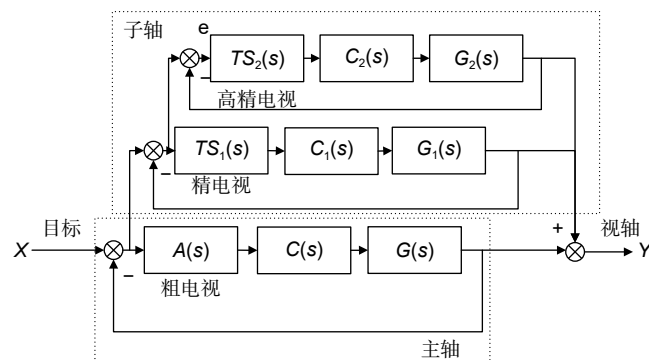 子轴
e
TS₂(s)
C₂(s)
G₂(s)
−
高精电视
TS₁(s)
C₁(s)
G₁(s)
−
精电视
X
目标
A(s)
C(s)
G(s)
+
视轴
Y
−
粗电视
主轴